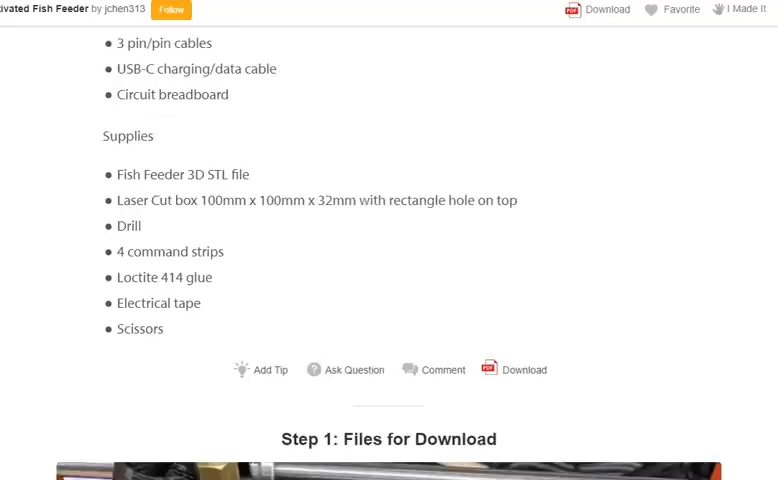 tivated Fish Feeder by jchen313 Follow Download Favorite I Made It
● 3 pin/pin cables
● USB-C charging/data cable
● Circuit breadboard
Supplies
● Fish Feeder 3D STL file
● Laser Cut box 100mm x 100mm x 32mm with rectangle hole on top
● Drill
● 4 command strips
● Loctite 414 glue
● Electrical tape
● Scissors
Add Tip Ask Question Comment Download
Step 1: Files for Download